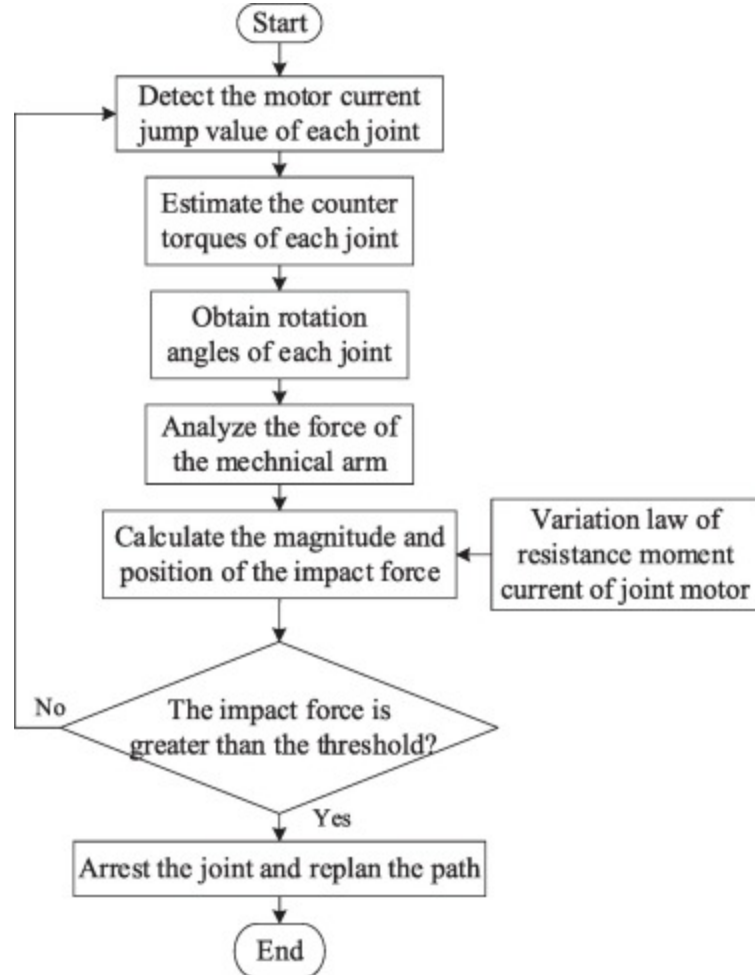 Start
Detect the motor current
jump value of each joint
Estimate the counter
torques of each joint
Obtain rotation
angles of each joint
Analyze the force of
the mechnical arm
Calculate the magnitude and
position of the impact force
Variation law of
resistance moment
current of joint motor
The impact force is
greater than the threshold?
No
Yes
Arrest the joint and replan the path
End